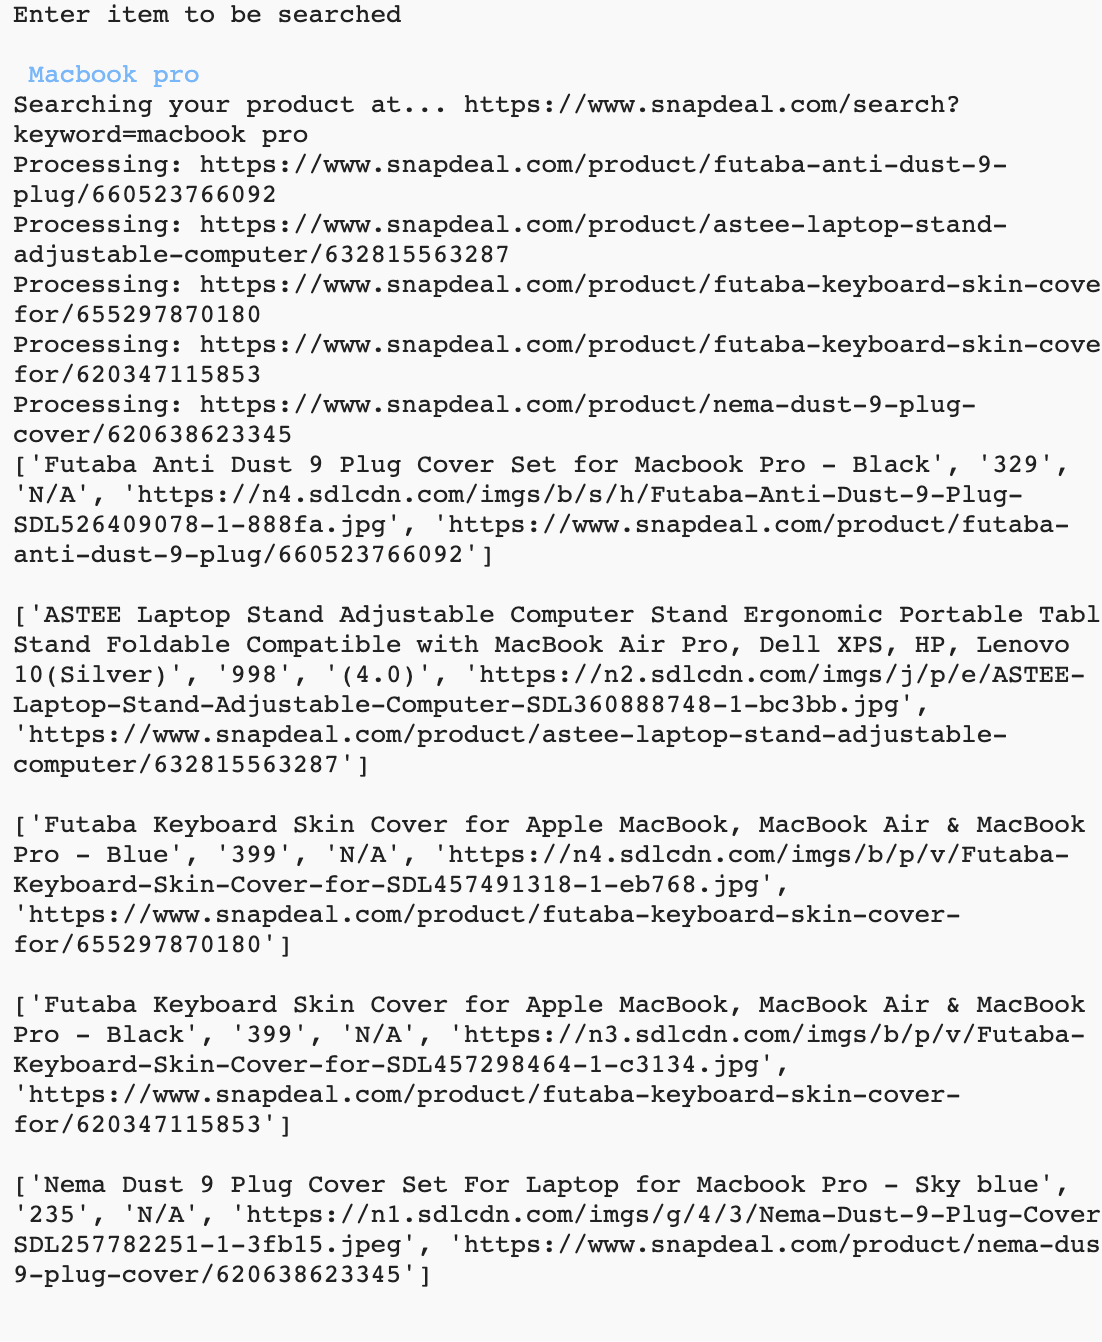 Enter item to be searched
Macbook pro
Searching your product at... https://www.snapdeal.com/search?
keyword=macbook pro
Processing: https://www.snapdeal.com/product/futaba-anti-dust-9-
plug/660523766092
Processing: https://www.snapdeal.com/product/astee-laptop-stand-
adjustable-computer/632815563287
Processing: https://www.snapdeal.com/product/futaba-keyboard-skin-cove
for/655297870180
Processing: https://www.snapdeal.com/product/futaba-keyboard-skin-cove
for/620347115853
Processing: https://www.snapdeal.com/product/nema-dust-9-plug-
cover/620638623345
['Futaba Anti Dust 9 Plug Cover Set for Macbook Pro - Black', '329',
'N/A', 'https://n4.sdlcdn.com/imgs/b/s/h/Futaba-Anti-Dust-9-Plug-
SDL526409078-1-888fa.jpg', 'https://www.snapdeal.com/product/futaba-
anti-dust-9-plug/660523766092']
['ASTEE Laptop Stand Adjustable Computer Stand Ergonomic Portable Tabl
Stand Foldable Compatible with MacBook Air Pro, Dell XPS, HP, Lenovo
10(Silver)', '998', '(4.0)', 'https://n2.sdlcdn.com/imgs/j/p/e/ASTEE-
Laptop-Stand-Adjustable-Computer-SDL360888748-1-bc3bb.jpg',
'https://www.snapdeal.com/product/astee-laptop-stand-adjustable-
computer/632815563287']
['Futaba Keyboard Skin Cover for Apple MacBook, MacBook Air & MacBook
Pro - Blue', '399', 'N/A', 'https://n4.sdlcdn.com/imgs/b/p/v/Futaba-
Keyboard-Skin-Cover-for-SDL457491318-1-eb768.jpg',
'https://www.snapdeal.com/product/futaba-keyboard-skin-cover-
for/655297870180']
['Futaba Keyboard Skin Cover for Apple MacBook, MacBook Air & MacBook
Pro - Black', '399', 'N/A', 'https://n3.sdlcdn.com/imgs/b/p/v/Futaba-
Keyboard-Skin-Cover-for-SDL457298464-1-c3134.jpg',
'https://www.snapdeal.com/product/futaba-keyboard-skin-cover-
for/620347115853']
['Nema Dust 9 Plug Cover Set For Laptop for Macbook Pro - Sky blue',
'235', 'N/A', 'https://n1.sdlcdn.com/imgs/g/4/3/Nema-Dust-9-Plug-Cover
SDL257782251-1-3fb15.jpeg', 'https://www.snapdeal.com/product/nema-dus
9-plug-cover/620638623345']